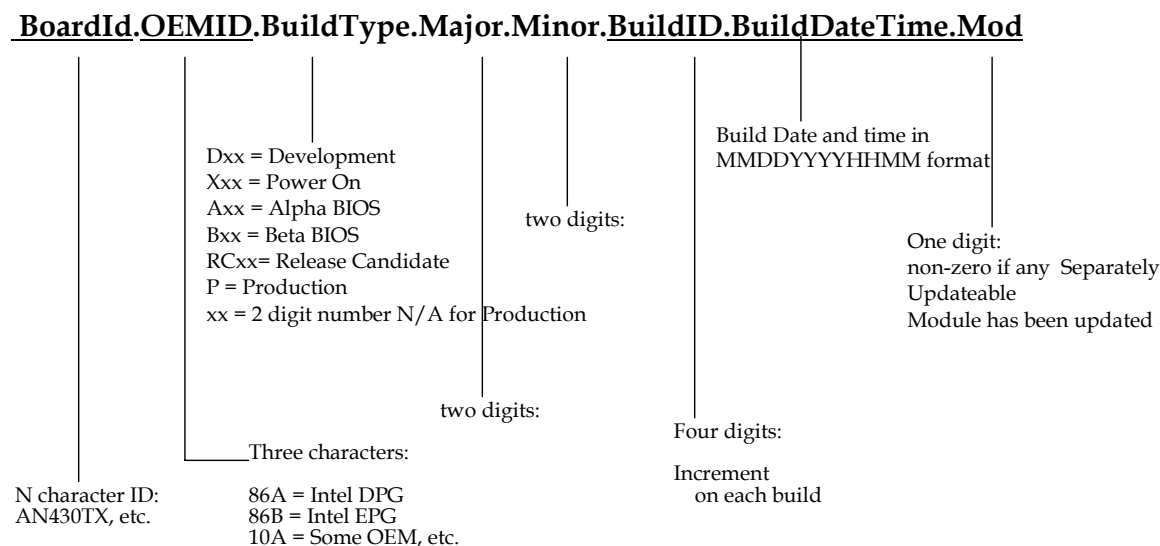 BoardId.OEMID.BuildType.Major.Minor.BuildID.BuildDateTime.Mod
Build Date and time in
MMDDYYYYHHMM format
Dxx = Development
Xxx = Power On
Axx = Alpha BIOS
Bxx = Beta BIOS
RCxx= Release Candidate
P = Production
xx = 2 digit number N/A for Production
two digits:
One digit:
non-zero if any Separately
Updateable
Module has been updated
two digits:
Four digits:
Increment
on each build
Three characters:
86A = Intel DPG
86B = Intel EPG
10A = Some OEM, etc.
N character ID:
AN430TX, etc.